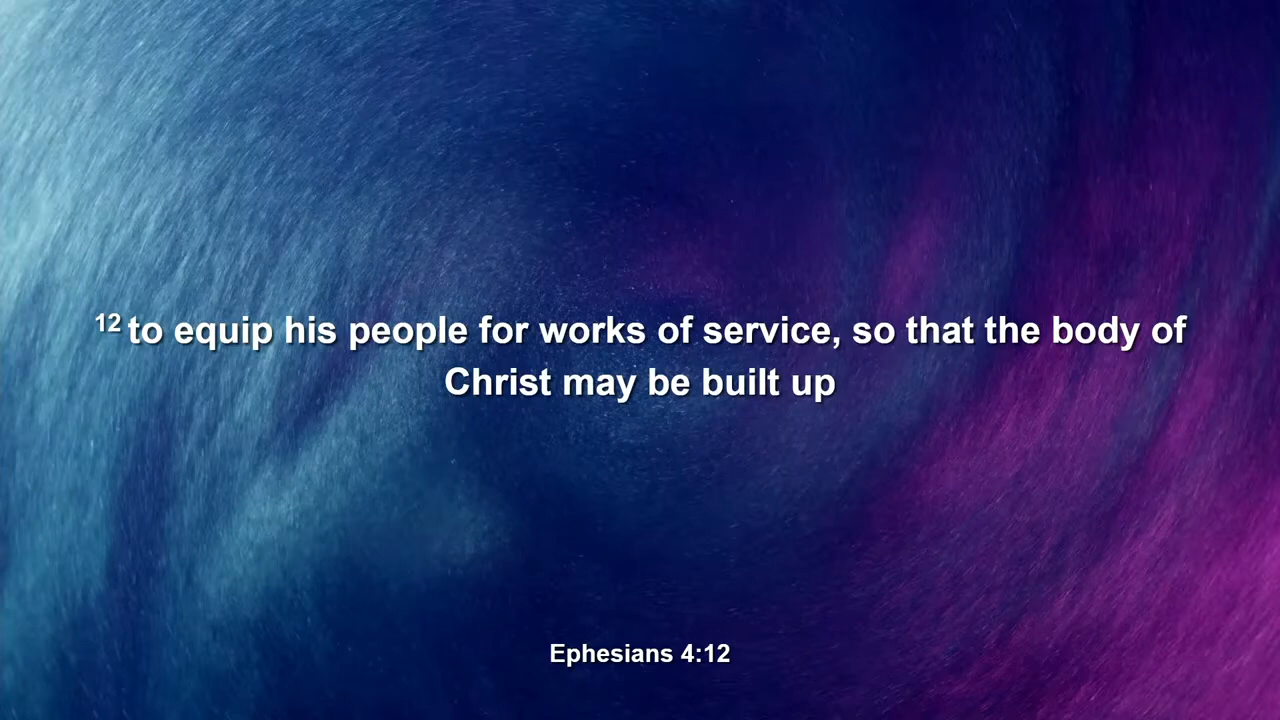 12 to equip his people for works of service, so that the body of
Christ may be built up
Ephesians 4:12